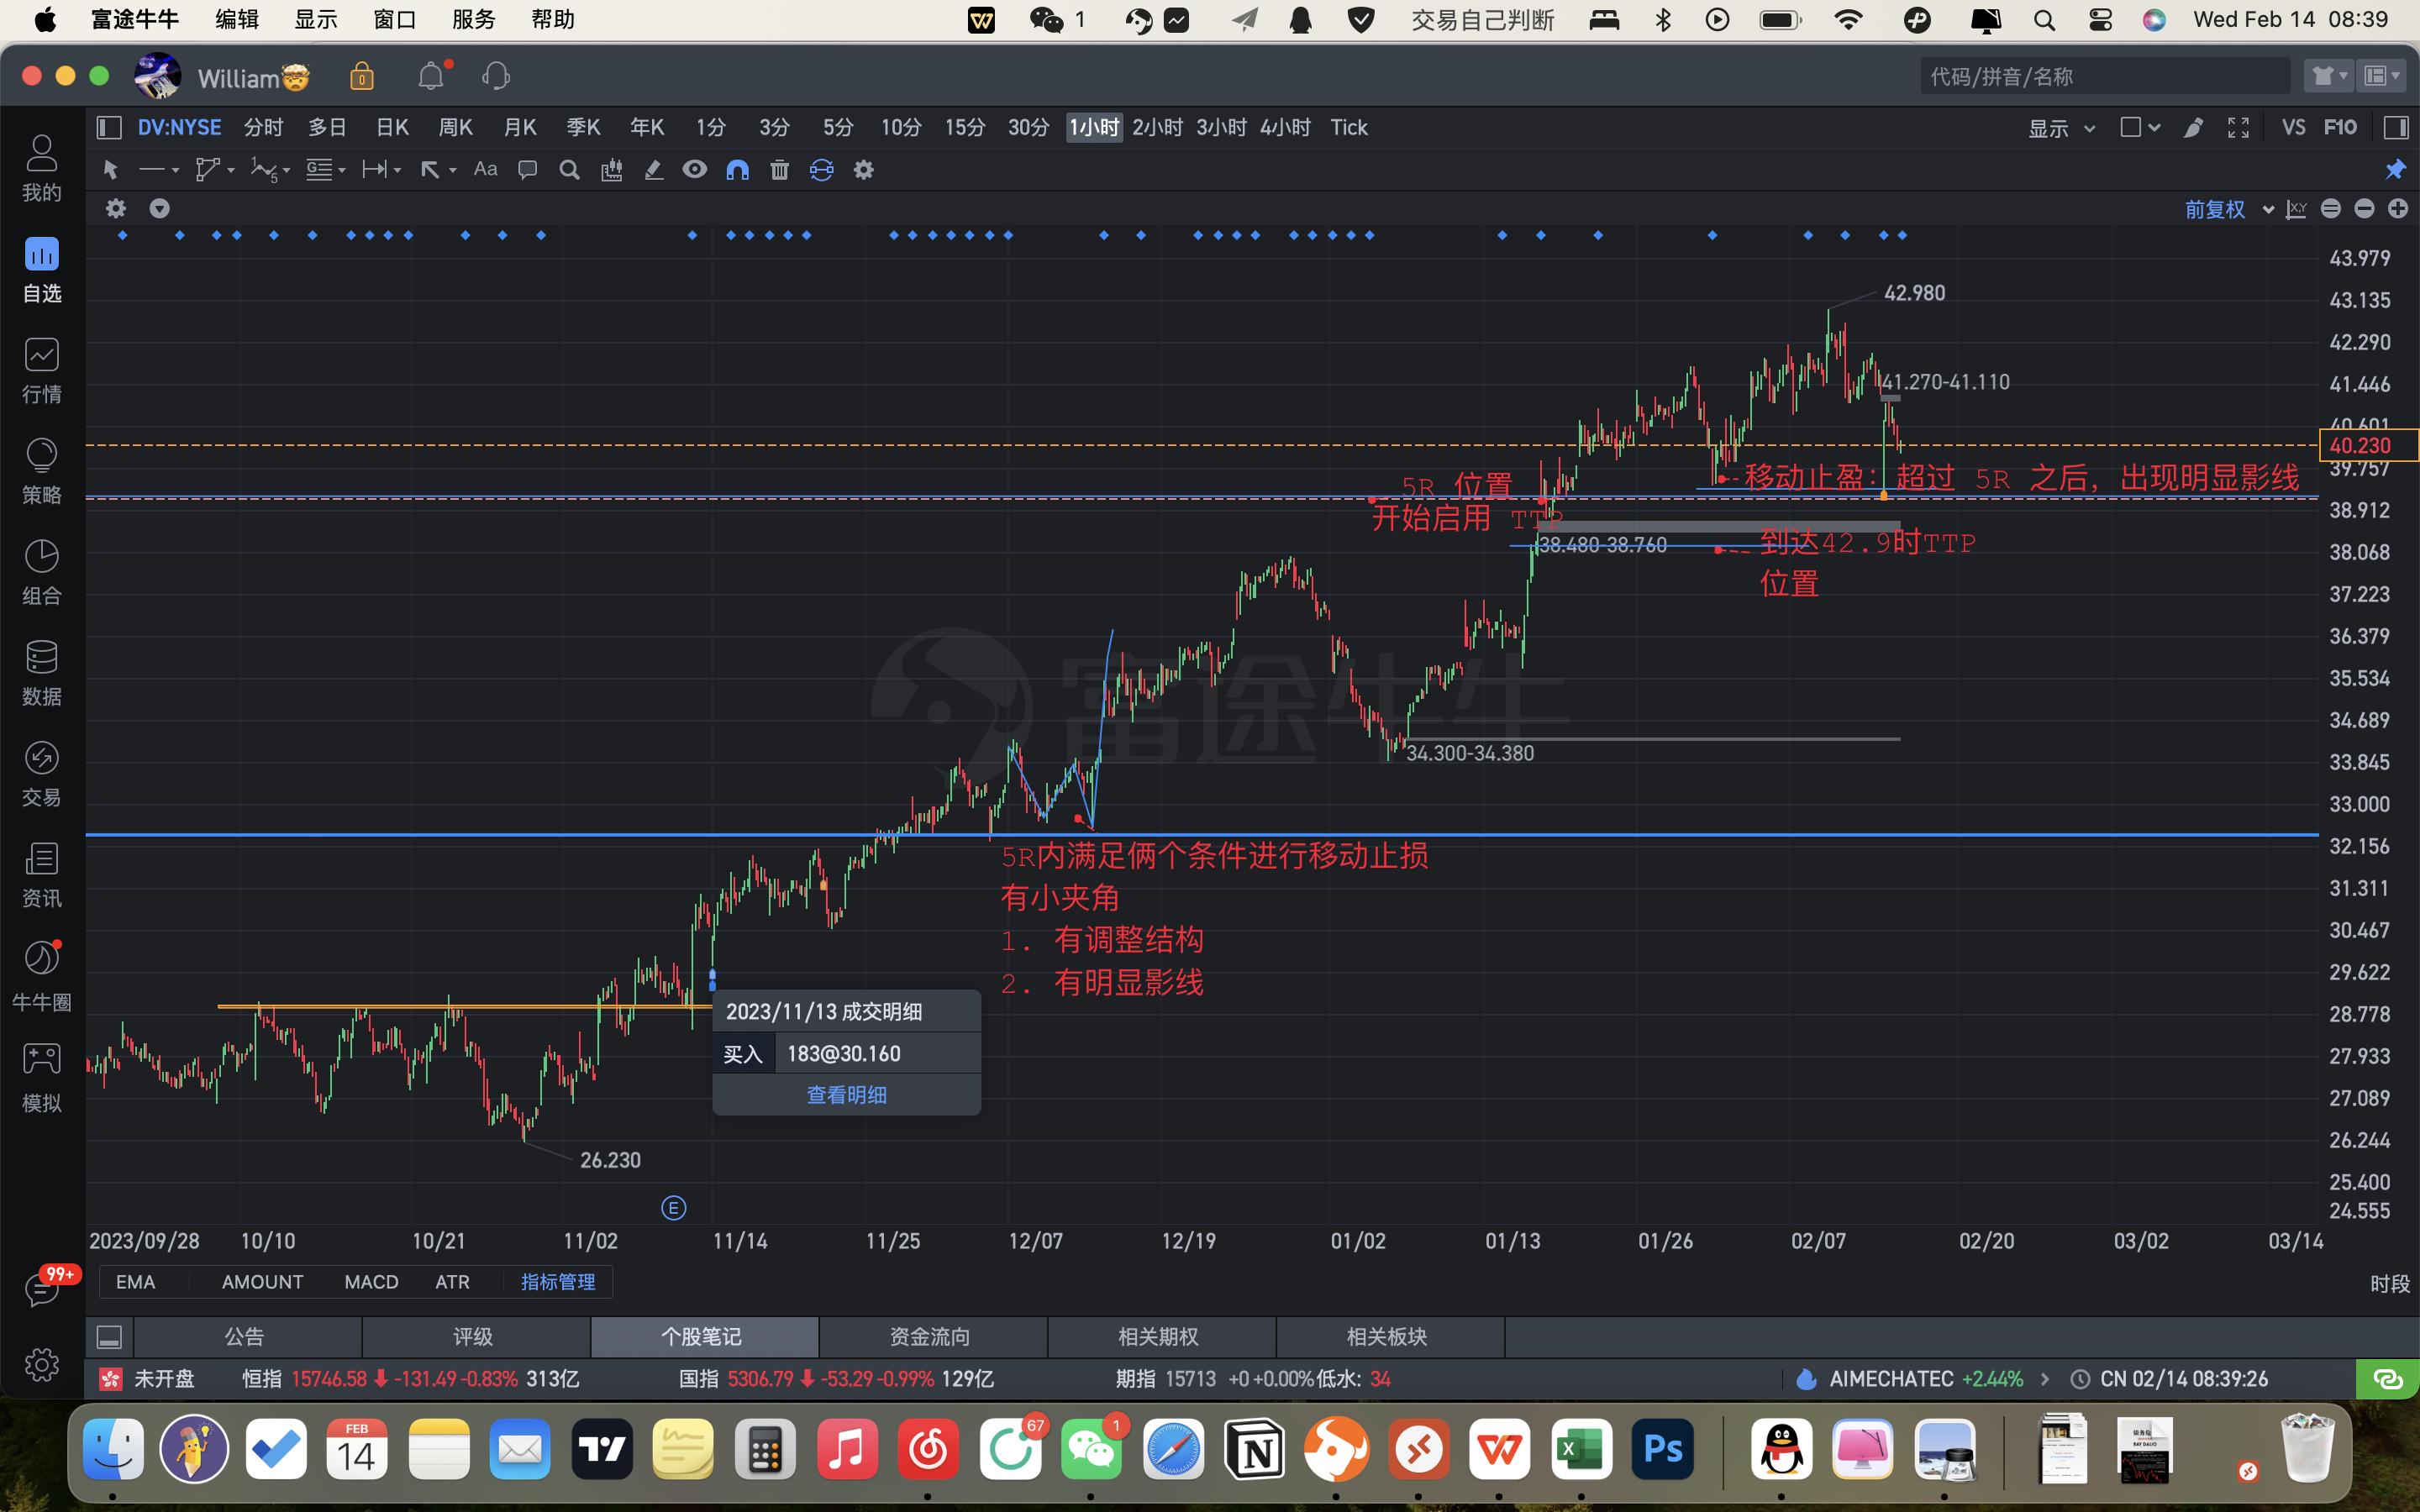 富途牛牛 编辑 显示 窗口 服务 帮助 1 交易自己判断 Wed Feb 14 08:39
William🤯 代码/拼音/名称
DV:NYSE 分时 多日 日K 周K 月K 季K 年K 1分 3分 5分 10分 15分 30分 1小时 2小时 3小时 4小时 Tick 显示 VS F10
Aa
前复权
我的
自选
行情
策略
组合
数据
交易
资讯
牛牛圈
模拟
99+
43.979
43.135
42.290
41.446
40.601
40.230
39.757
38.912
38.068
37.223
36.379
35.534
34.689
33.845
33.000
32.156
31.311
30.467
29.622
28.778
27.933
27.089
26.244
25.400
24.555
42.980
41.270-41.110
5R 位置
开始启用 TTP
移动止盈：超过 5R 之后，出现明显影线
38.480-38.760
到达42.9时TTP
位置
富途牛牛
34.300-34.380
5R内满足俩个条件进行移动止损
有小夹角
1. 有调整结构
2. 有明显影线
2023/11/13 成交明细
买入 183@30.160
查看明细
26.230
E
2023/09/28 10/10 10/21 11/02 11/14 11/25 12/07 12/19 01/02 01/13 01/26 02/07 02/20 03/02 03/14
EMA AMOUNT MACD ATR 指标管理 时段
公告 评级 个股笔记 资金流向 相关期权 相关板块
未开盘 恒指 15746.58 -131.49 -0.83% 313亿 国指 5306.79 -53.29 -0.99% 129亿 期指 15713 +0 +0.00% 低水: 34 AIMECHATEC +2.44% CN 02/14 08:39:26
FEB
14
67
1
Ps
RAY DALIO